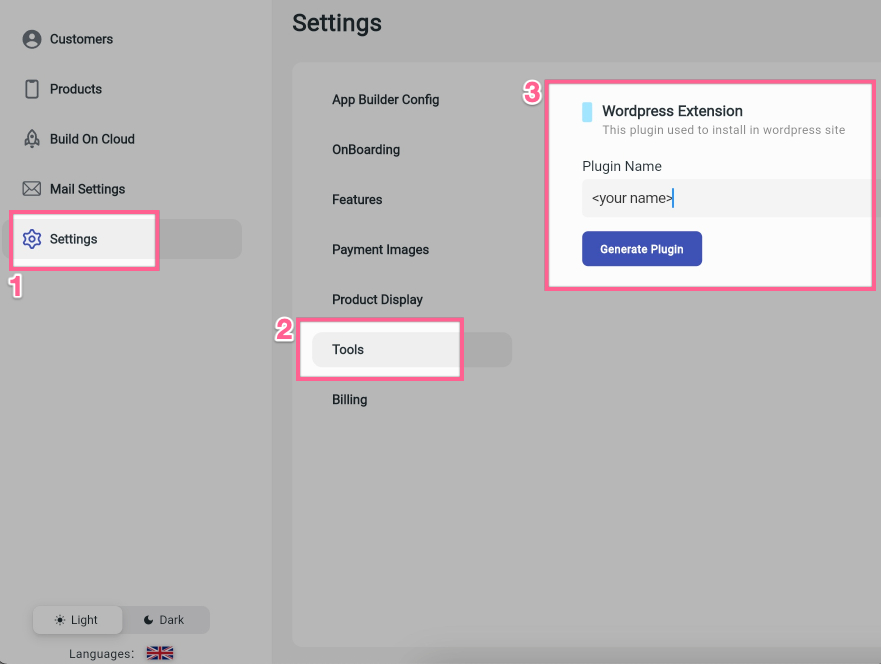 Customers
Products
Build On Cloud
Mail Settings
Settings
1
Light
Dark
Languages:
Settings
App Builder Config
OnBoarding
Features
Payment Images
Product Display
2
Tools
Billing
3
Wordpress Extension
This plugin used to install in wordpress site
Plugin Name
<your name>
Generate Plugin